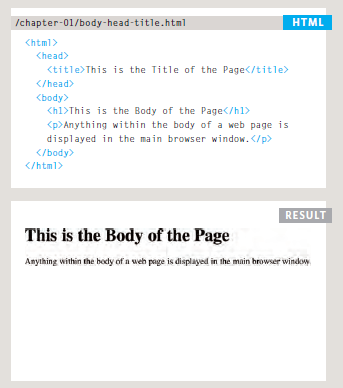 /chapter-01/body-head-title.html HTML
<html>
<head>
<title>This is the Title of the Page</title>
</head>
<body>
<h1>This is the Body of the Page</h1>
<p>Anything within the body of a web page is
displayed in the main browser window.</p>
</body>
</html>
RESULT
This is the Body of the Page
Anything within the body of a web page is displayed in the main browser window.